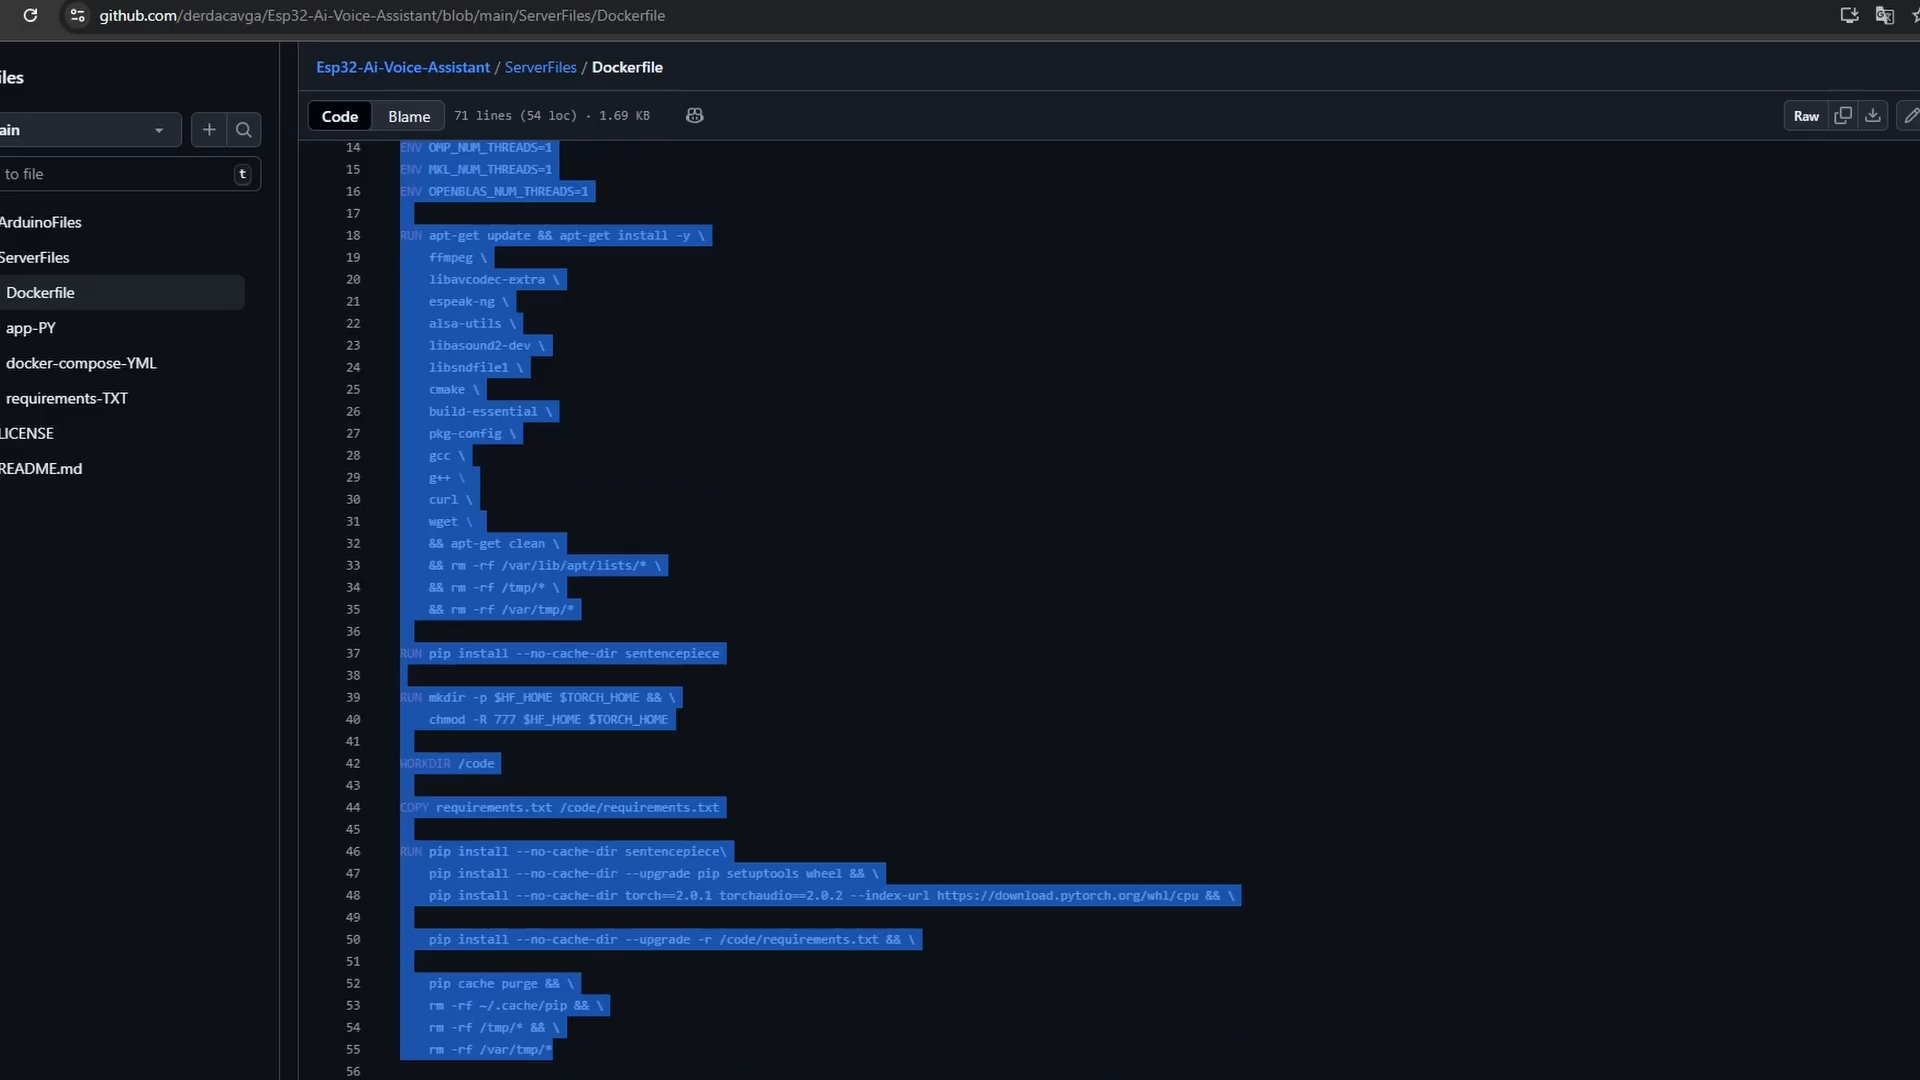 github.com/derdacavga/Esp32-Ai-Voice-Assistant/blob/main/ServerFiles/Dockerfile
iles
Esp32-Ai-Voice-Assistant / ServerFiles / Dockerfile
ain
Code Blame 71 lines (54 loc) · 1.69 KB
Raw
to file t
ArduinoFiles
ServerFiles
Dockerfile
app-PY
docker-compose-YML
requirements-TXT
LICENSE
README.md
14 ENV OMP_NUM_THREADS=1
15 ENV MKL_NUM_THREADS=1
16 ENV OPENBLAS_NUM_THREADS=1
17
18 RUN apt-get update && apt-get install -y \
19 ffmpeg \
20 libavcodec-extra \
21 espeak-ng \
22 alsa-utils \
23 libasound2-dev \
24 libsndfile1 \
25 cmake \
26 build-essential \
27 pkg-config \
28 gcc \
29 g++ \
30 curl \
31 wget \
32 && apt-get clean \
33 && rm -rf /var/lib/apt/lists/* \
34 && rm -rf /tmp/* \
35 && rm -rf /var/tmp/*
36
37 RUN pip install --no-cache-dir sentencepiece
38
39 RUN mkdir -p $HF_HOME $TORCH_HOME && \
40 chmod -R 777 $HF_HOME $TORCH_HOME
41
42 WORKDIR /code
43
44 COPY requirements.txt /code/requirements.txt
45
46 RUN pip install --no-cache-dir sentencepiece\
47 pip install --no-cache-dir --upgrade pip setuptools wheel && \
48 pip install --no-cache-dir torch==2.0.1 torchaudio==2.0.2 --index-url https://download.pytorch.org/whl/cpu && \
49
50 pip install --no-cache-dir --upgrade -r /code/requirements.txt && \
51
52 pip cache purge && \
53 rm -rf ~/.cache/pip && \
54 rm -rf /tmp/* && \
55 rm -rf /var/tmp/*
56